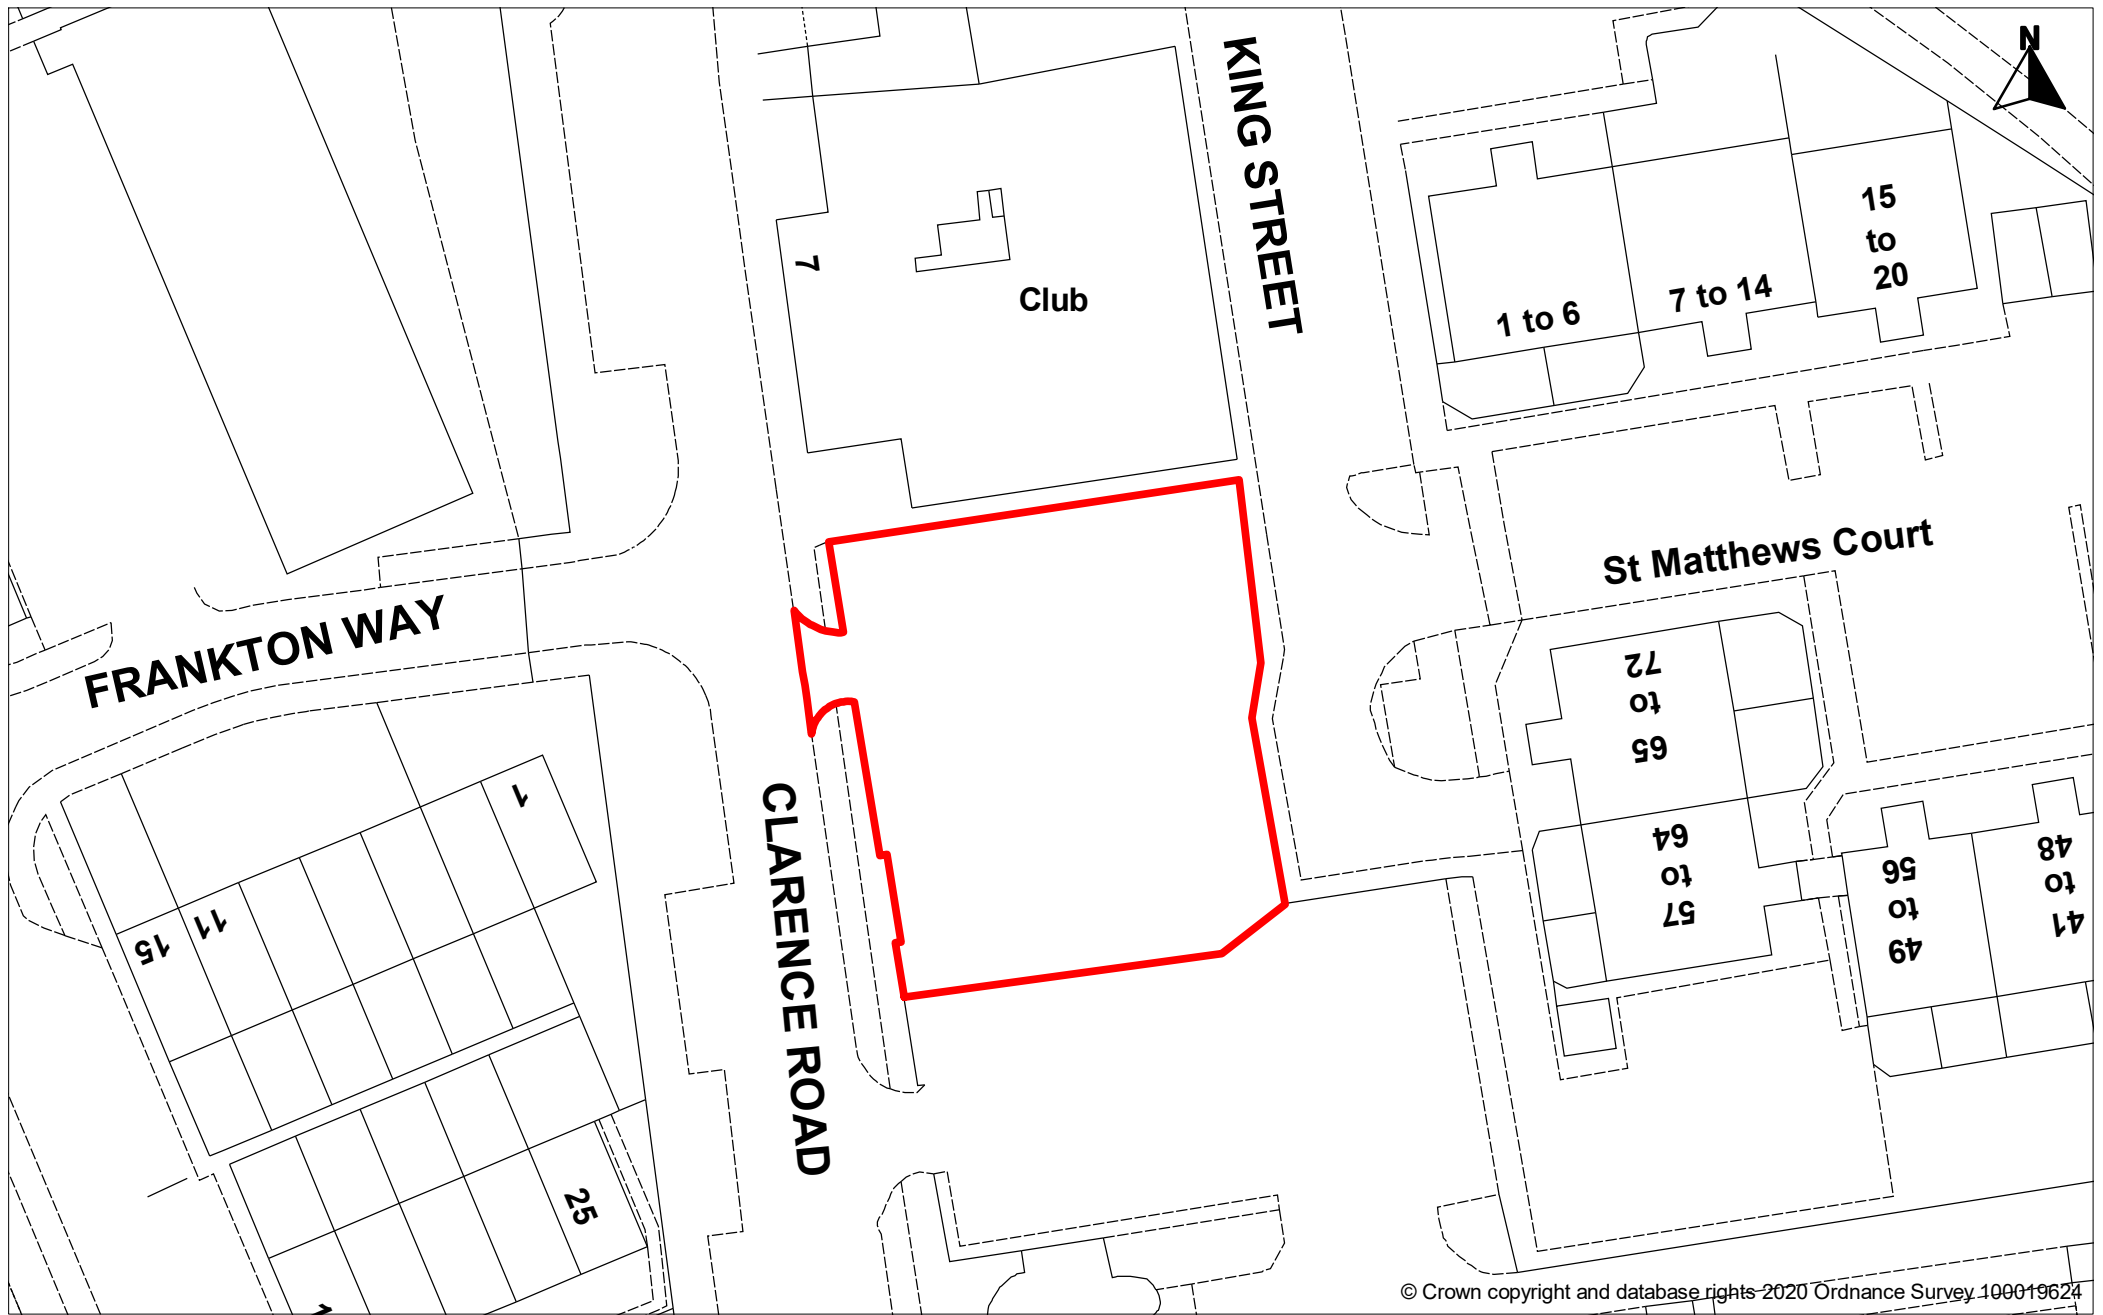 N
KING STREET
15
to
20
7
Club
1 to 6
7 to 14
St Matthews Court
FRANKTON WAY
72
to
65
CLARENCE ROAD
1
64
to
57
48
to
41
56
to
49
11
15
25
© Crown copyright and database rights 2020 Ordnance Survey 100019624